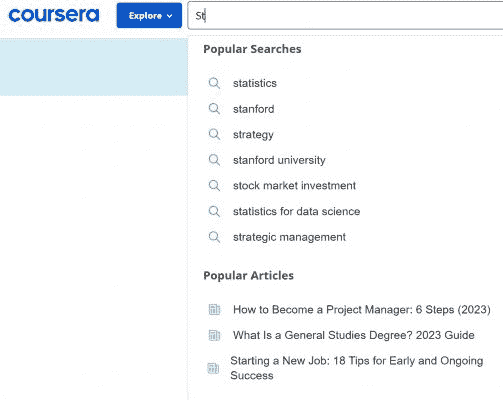 coursera
Explore
St
Popular Searches
statistics
stanford
strategy
stanford university
stock market investment
statistics for data science
strategic management
Popular Articles
How to Become a Project Manager: 6 Steps (2023)
What Is a General Studies Degree? 2023 Guide
Starting a New Job: 18 Tips for Early and Ongoing
Success